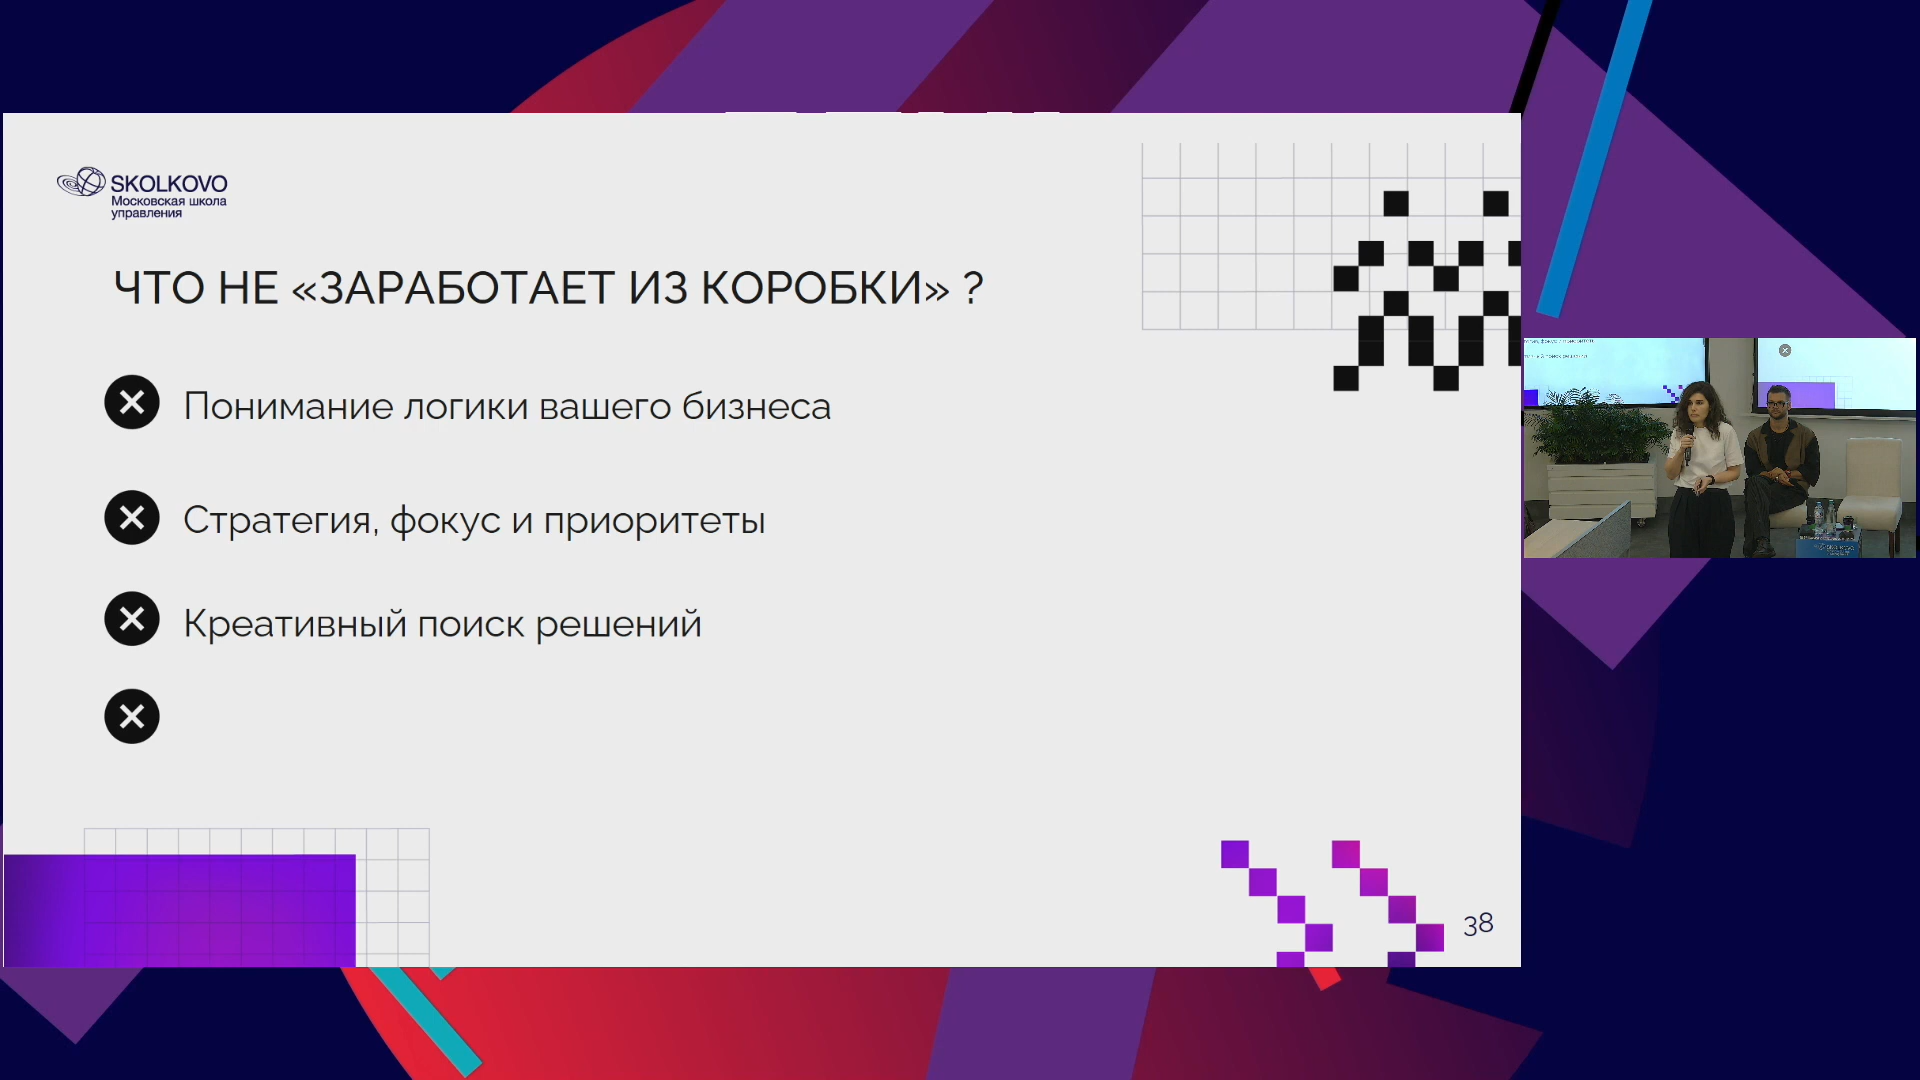 SKOLKOVO
Московская школа
управления
ЧТО НЕ «ЗАРАБОТАЕТ ИЗ КОРОБКИ» ?
Понимание логики вашего бизнеса
Стратегия, фокус и приоритеты
Креативный поиск решений
38